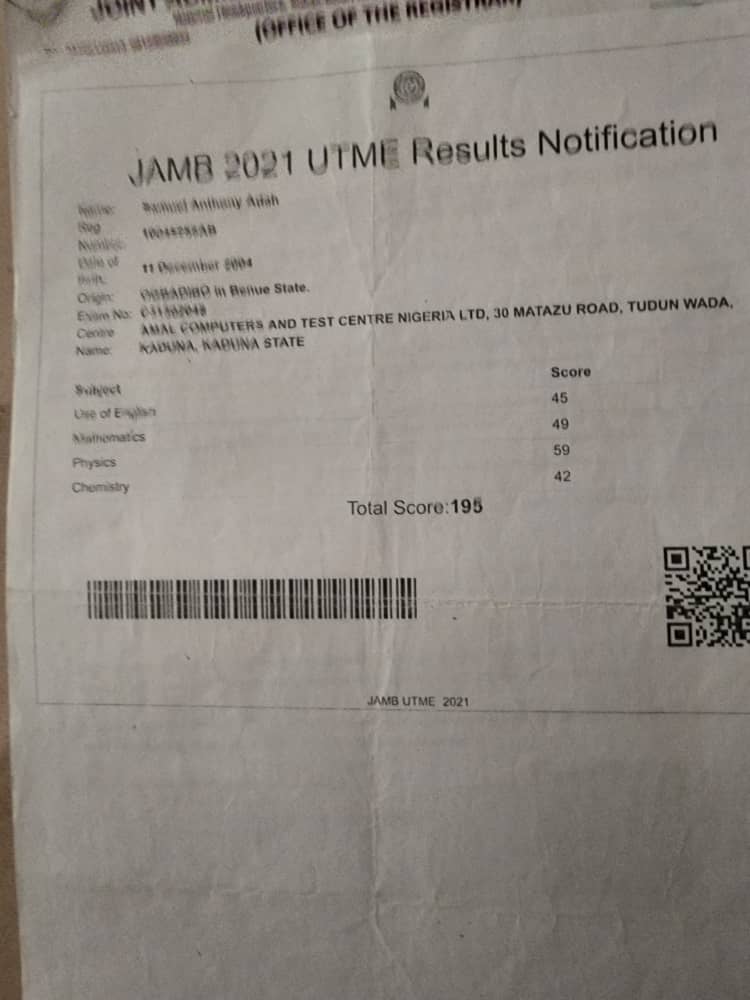 JOINT
(OFFICE OF THE REGISTRAR)
JAMB 2021 UTME Results Notification
Name: Samuel Anthony Adah
Reg Number:
Date of Birth: 11 December 2004
Origin: OGBADIBO in Benue State.
Exam No:
Centre Name: AMAL COMPUTERS AND TEST CENTRE NIGERIA LTD, 30 MATAZU ROAD, TUDUN WADA,
KADUNA, KADUNA STATE
Subject Score
Use of English 45
Mathematics 49
Physics 59
Chemistry 42
Total Score:195
JAMB UTME 2021